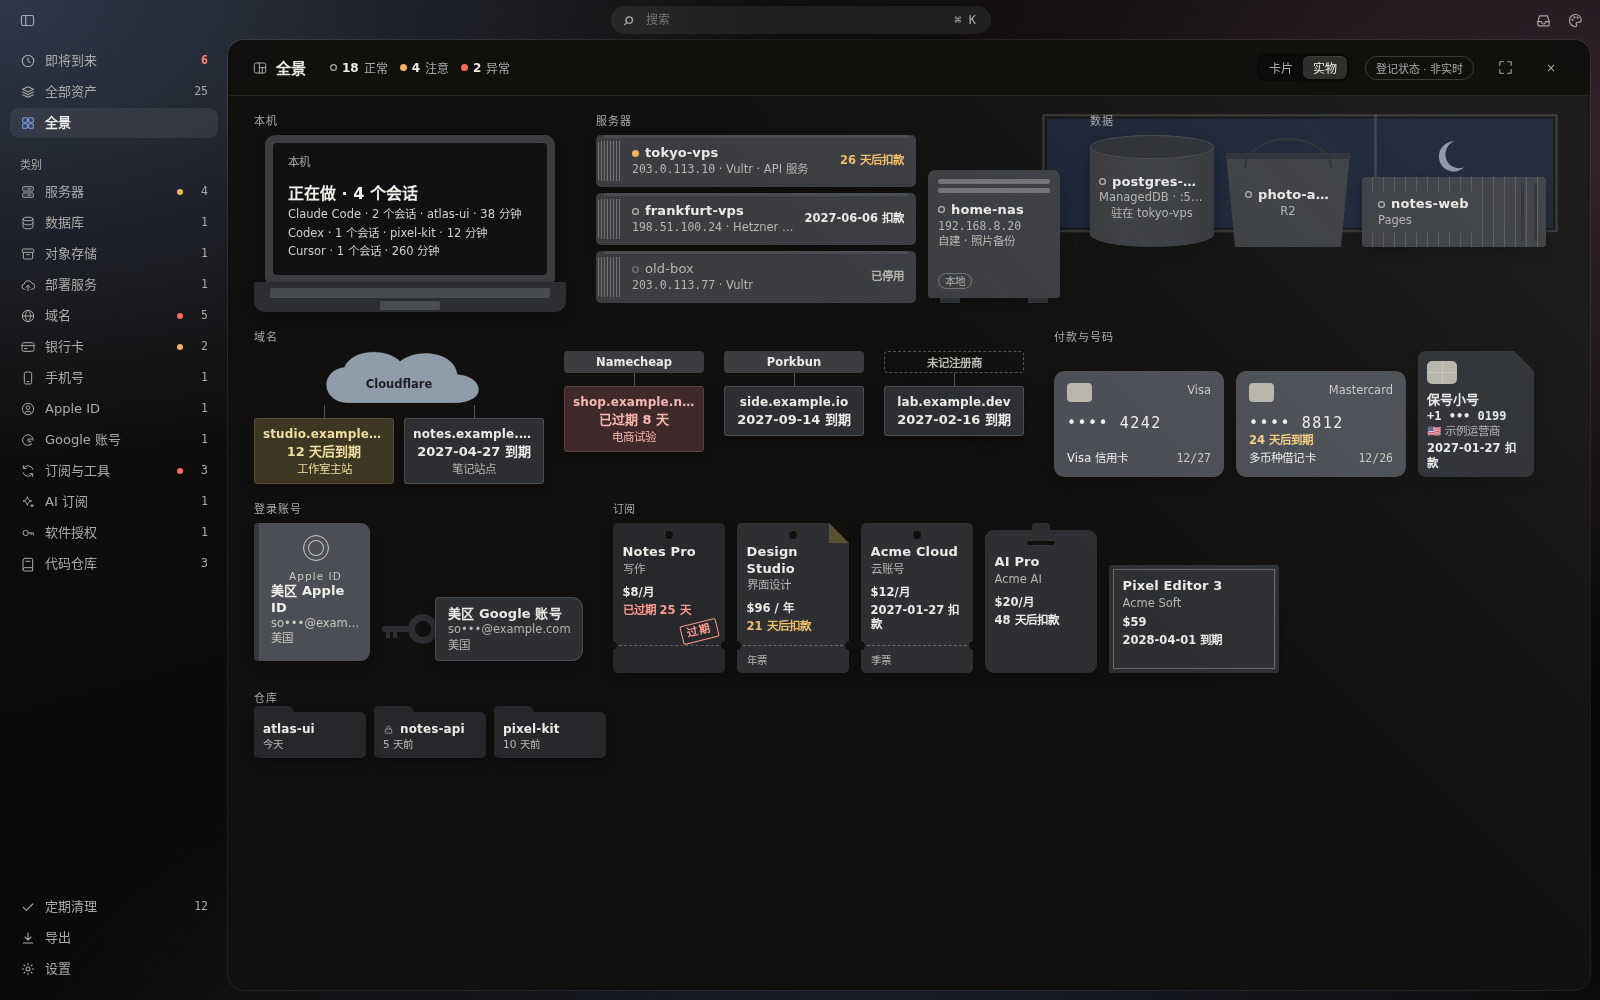 搜索
⌘ K
即将到来 6
全部资产 25
全景
类别
服务器 4
数据库 1
对象存储 1
部署服务 1
域名 5
银行卡 2
手机号 1
Apple ID 1
Google 账号 1
订阅与工具 3
AI 订阅 1
软件授权 1
代码仓库 3
定期清理 12
导出
设置
全景
18 正常 4 注意 2 异常
卡片 实物
登记状态 · 非实时
×
本机
本机
正在做 · 4 个会话
Claude Code · 2 个会话 · atlas-ui · 38 分钟
Codex · 1 个会话 · pixel-kit · 12 分钟
Cursor · 1 个会话 · 260 分钟
服务器
tokyo-vps
203.0.113.10 · Vultr · API 服务
26 天后扣款
frankfurt-vps
198.51.100.24 · Hetzner …
2027-06-06 扣款
old-box
203.0.113.77 · Vultr
已停用
home-nas
192.168.8.20
自建 · 照片备份
本地
数据
postgres-…
ManagedDB · :5…
驻在 tokyo-vps
photo-a…
R2
notes-web
Pages
域名
Cloudflare
studio.example…
12 天后到期
工作室主站
notes.example.…
2027-04-27 到期
笔记站点
Namecheap
shop.example.n…
已过期 8 天
电商试验
Porkbun
side.example.io
2027-09-14 到期
未记注册商
lab.example.dev
2027-02-16 到期
付款与号码
Visa
•••• 4242
Visa 信用卡 12/27
Mastercard
•••• 8812
24 天后到期
多币种借记卡 12/26
保号小号
+1 ••• 0199
🇺🇸 示例运营商
2027-01-27 扣
款
登录账号
Apple ID
美区 Apple
ID
so•••@exam…
美国
美区 Google 账号
so•••@example.com
美国
订阅
Notes Pro
写作
$8/月
已过期 25 天
过期
Design
Studio
界面设计
$96 / 年
21 天后扣款
年票
Acme Cloud
云账号
$12/月
2027-01-27 扣
款
季票
AI Pro
Acme AI
$20/月
48 天后扣款
Pixel Editor 3
Acme Soft
$59
2028-04-01 到期
仓库
atlas-ui
今天
notes-api
5 天前
pixel-kit
10 天前